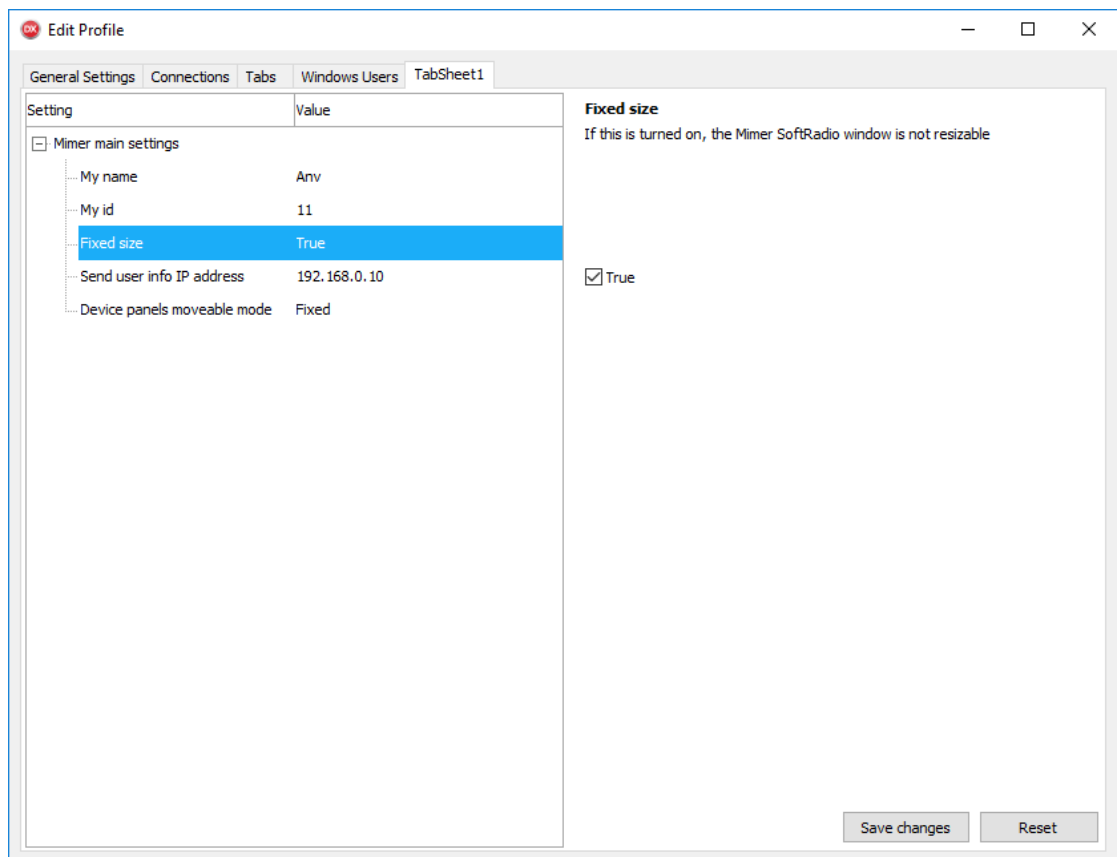 DX Edit Profile
General Settings Connections Tabs Windows Users TabSheet1
Setting Value
Mimer main settings
My name Anv
My id 11
Fixed size True
Send user info IP address 192.168.0.10
Device panels moveable mode Fixed
Fixed size
If this is turned on, the Mimer SoftRadio window is not resizable
True
Save changes Reset